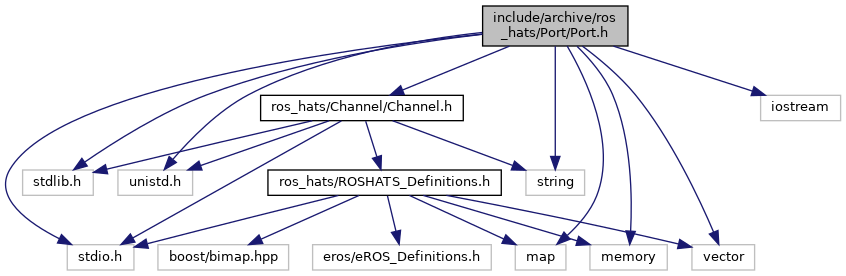 include/archive/ros
_hats/Port/Port.h
ros_hats/Channel/Channel.h
iostream
stdlib.h
unistd.h
ros_hats/ROSHATS_Definitions.h
string
stdio.h
boost/bimap.hpp
eros/eROS_Definitions.h
map
memory
vector